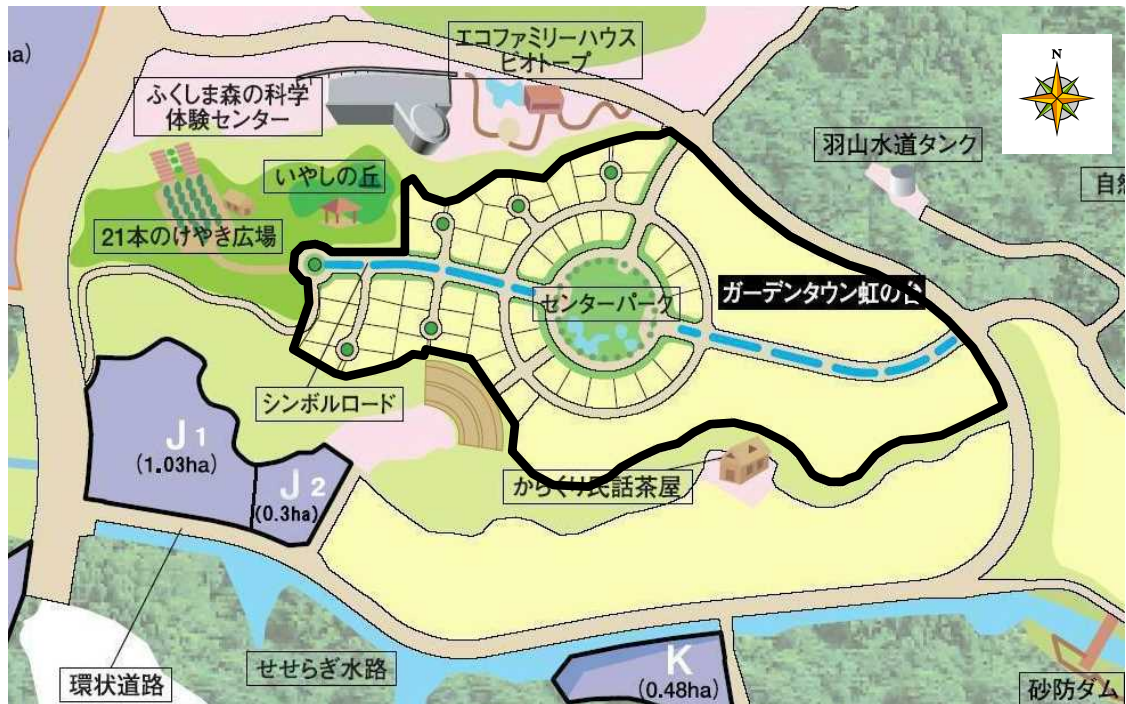 ha)
エコファミリーハウス
ビオトープ
N
ふくしま森の科学
体験センター
羽山水道タンク
いやしの丘
自然
21本のけやき広場
センターパーク
ガーデンタウン虹の台
シンボルロード
J1
(1.03ha)
J2
(0.3ha)
からくり民話茶屋
せせらぎ水路
K
(0.48ha)
環状道路
砂防ダム